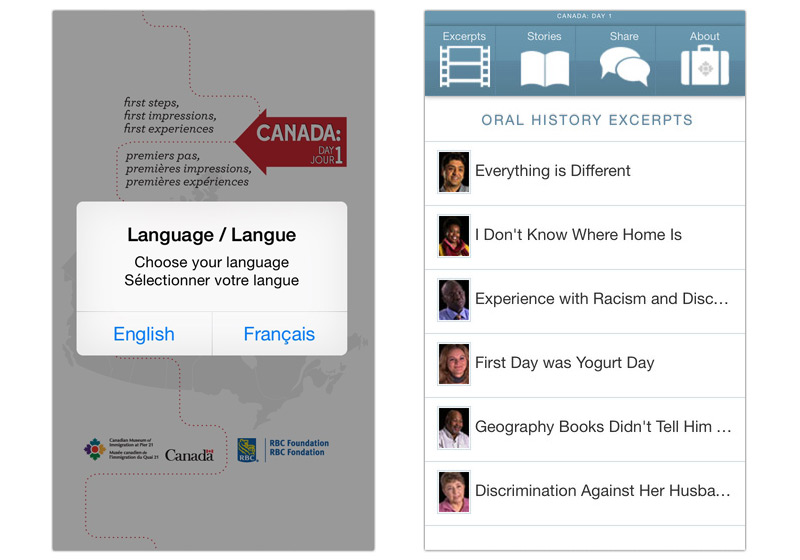 first steps,
first impressions,
first experiences
CANADA:
DAY
JOUR 1
premiers pas,
premières impressions,
premières expériences
Language / Langue
Choose your language
Sélectionner votre langue
English
Français
Canadian Museum of
Immigration at Pier 21
Musée canadien de
l'immigration du Quai 21
Canada
RBC
RBC Foundation
RBC Fondation
CANADA: DAY 1
Excerpts
Stories
Share
About
ORAL HISTORY EXCERPTS
Everything is Different
I Don't Know Where Home Is
Experience with Racism and Disc…
First Day was Yogurt Day
Geography Books Didn't Tell Him …
Discrimination Against Her Husba…